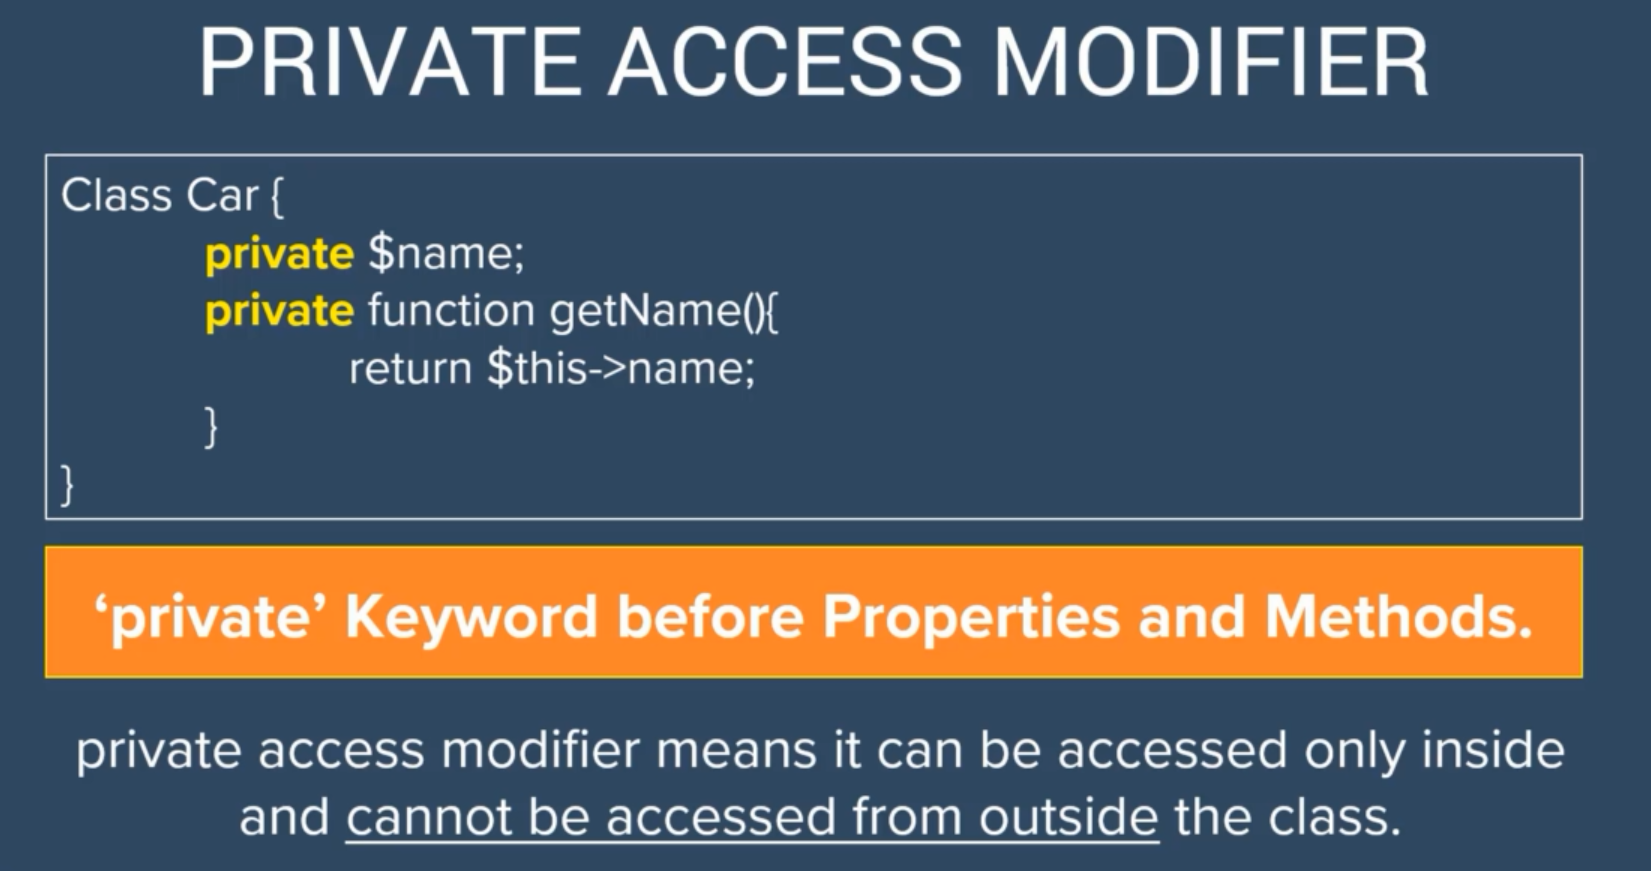 PRIVATE ACCESS MODIFIER
Class Car {
private $name;
private function getName(){
return $this->name;
}
}
‘private’ Keyword before Properties and Methods.
private access modifier means it can be accessed only inside
and cannot be accessed from outside the class.